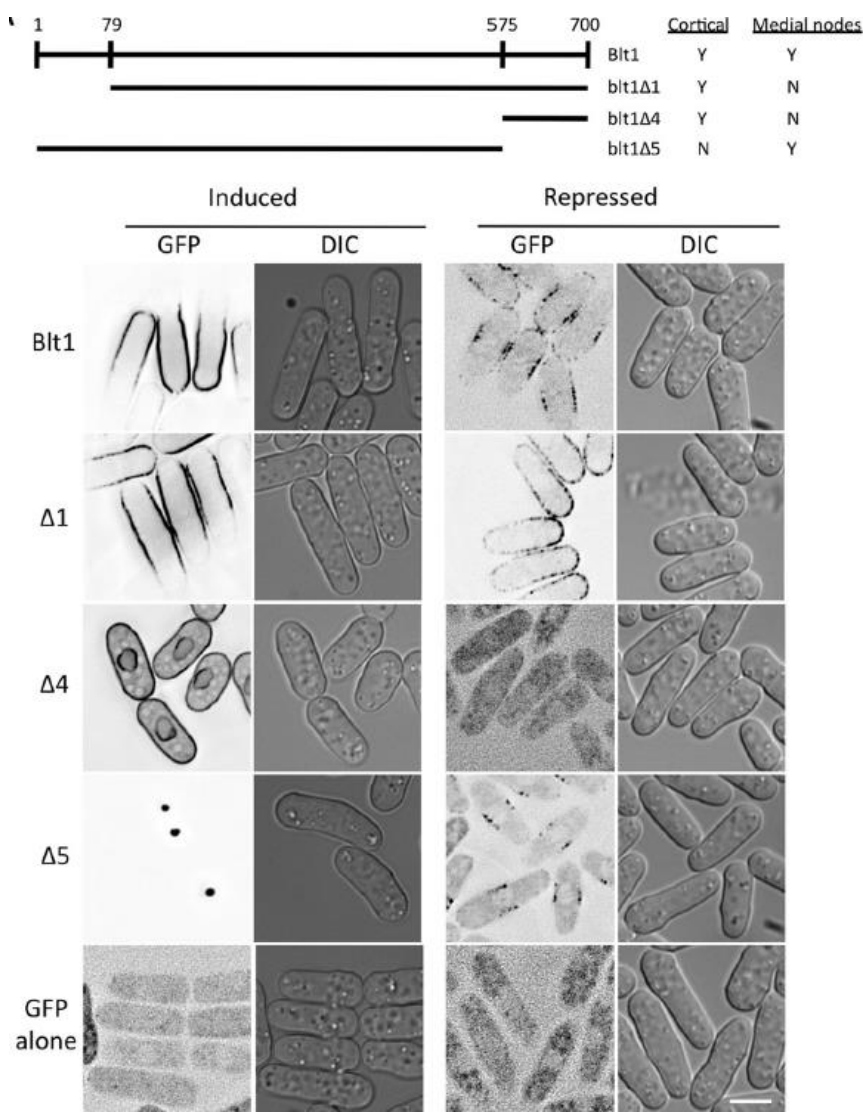 1 79 575 700 Cortical Medial nodes
Blt1 Y Y
blt1Δ1 Y N
blt1Δ4 Y N
blt1Δ5 N Y
Induced Repressed
GFP DIC GFP DIC
Blt1
Δ1
Δ4
Δ5
GFP
alone